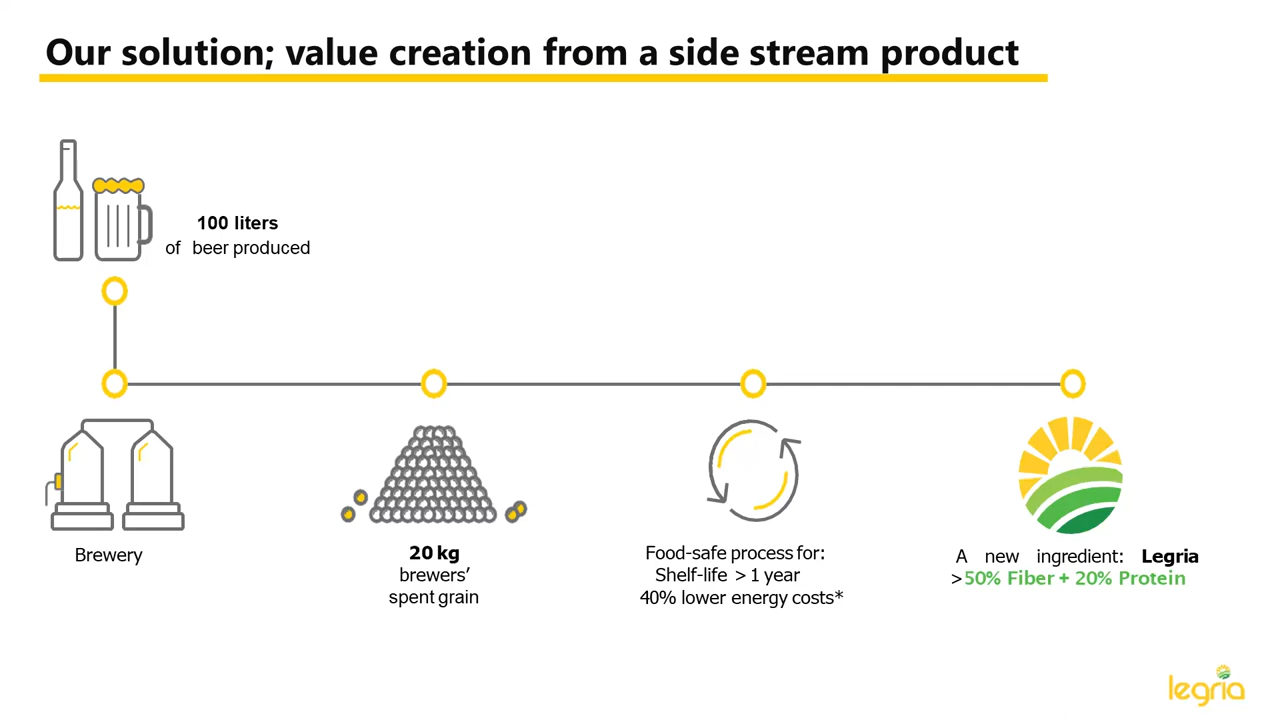 Our solution; value creation from a side stream product
100 liters
of beer produced
Brewery
20 kg
brewers’
spent grain
Food-safe process for:
Shelf-life > 1 year
40% lower energy costs*
A new ingredient: Legria
>50% Fiber + 20% Protein
legria